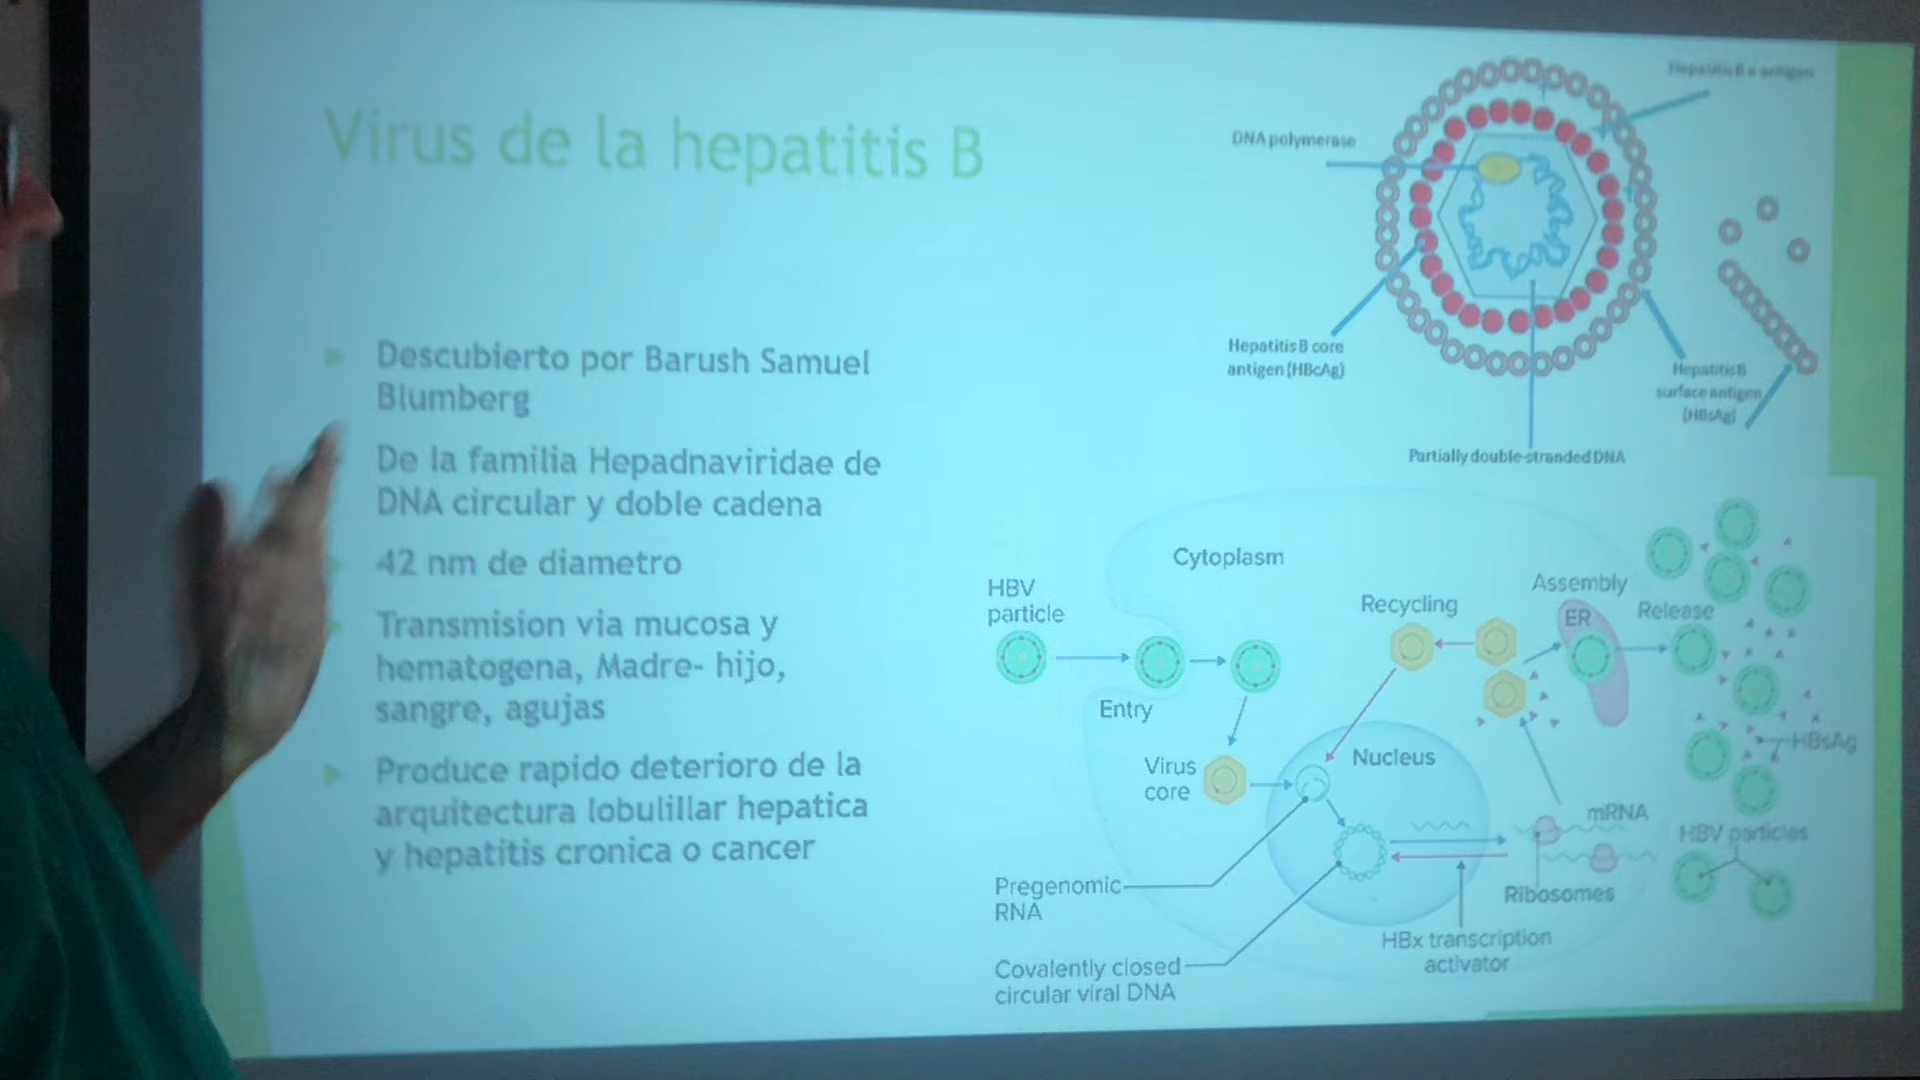 Virus de la hepatitis B
Descubierto por Barush Samuel
Blumberg
De la familia Hepadnaviridae de
DNA circular y doble cadena
42 nm de diametro
Transmision via mucosa y
hematogena, Madre- hijo,
sangre, agujas
Produce rapido deterioro de la
arquitectura lobulillar hepatica
y hepatitis cronica o cancer
Hepatitis B e antigen
DNA polymerase
Hepatitis B core
antigen (HBcAg)
Hepatitis B
surface antigen
(HBsAg)
Partially double-stranded DNA
Cytoplasm
HBV
particle
Entry
Virus
core
Recycling
Assembly
ER
Release
Nucleus
mRNA
HBsAg
HBV particles
Ribosomes
Pregenomic
RNA
HBx transcription
activator
Covalently closed
circular viral DNA